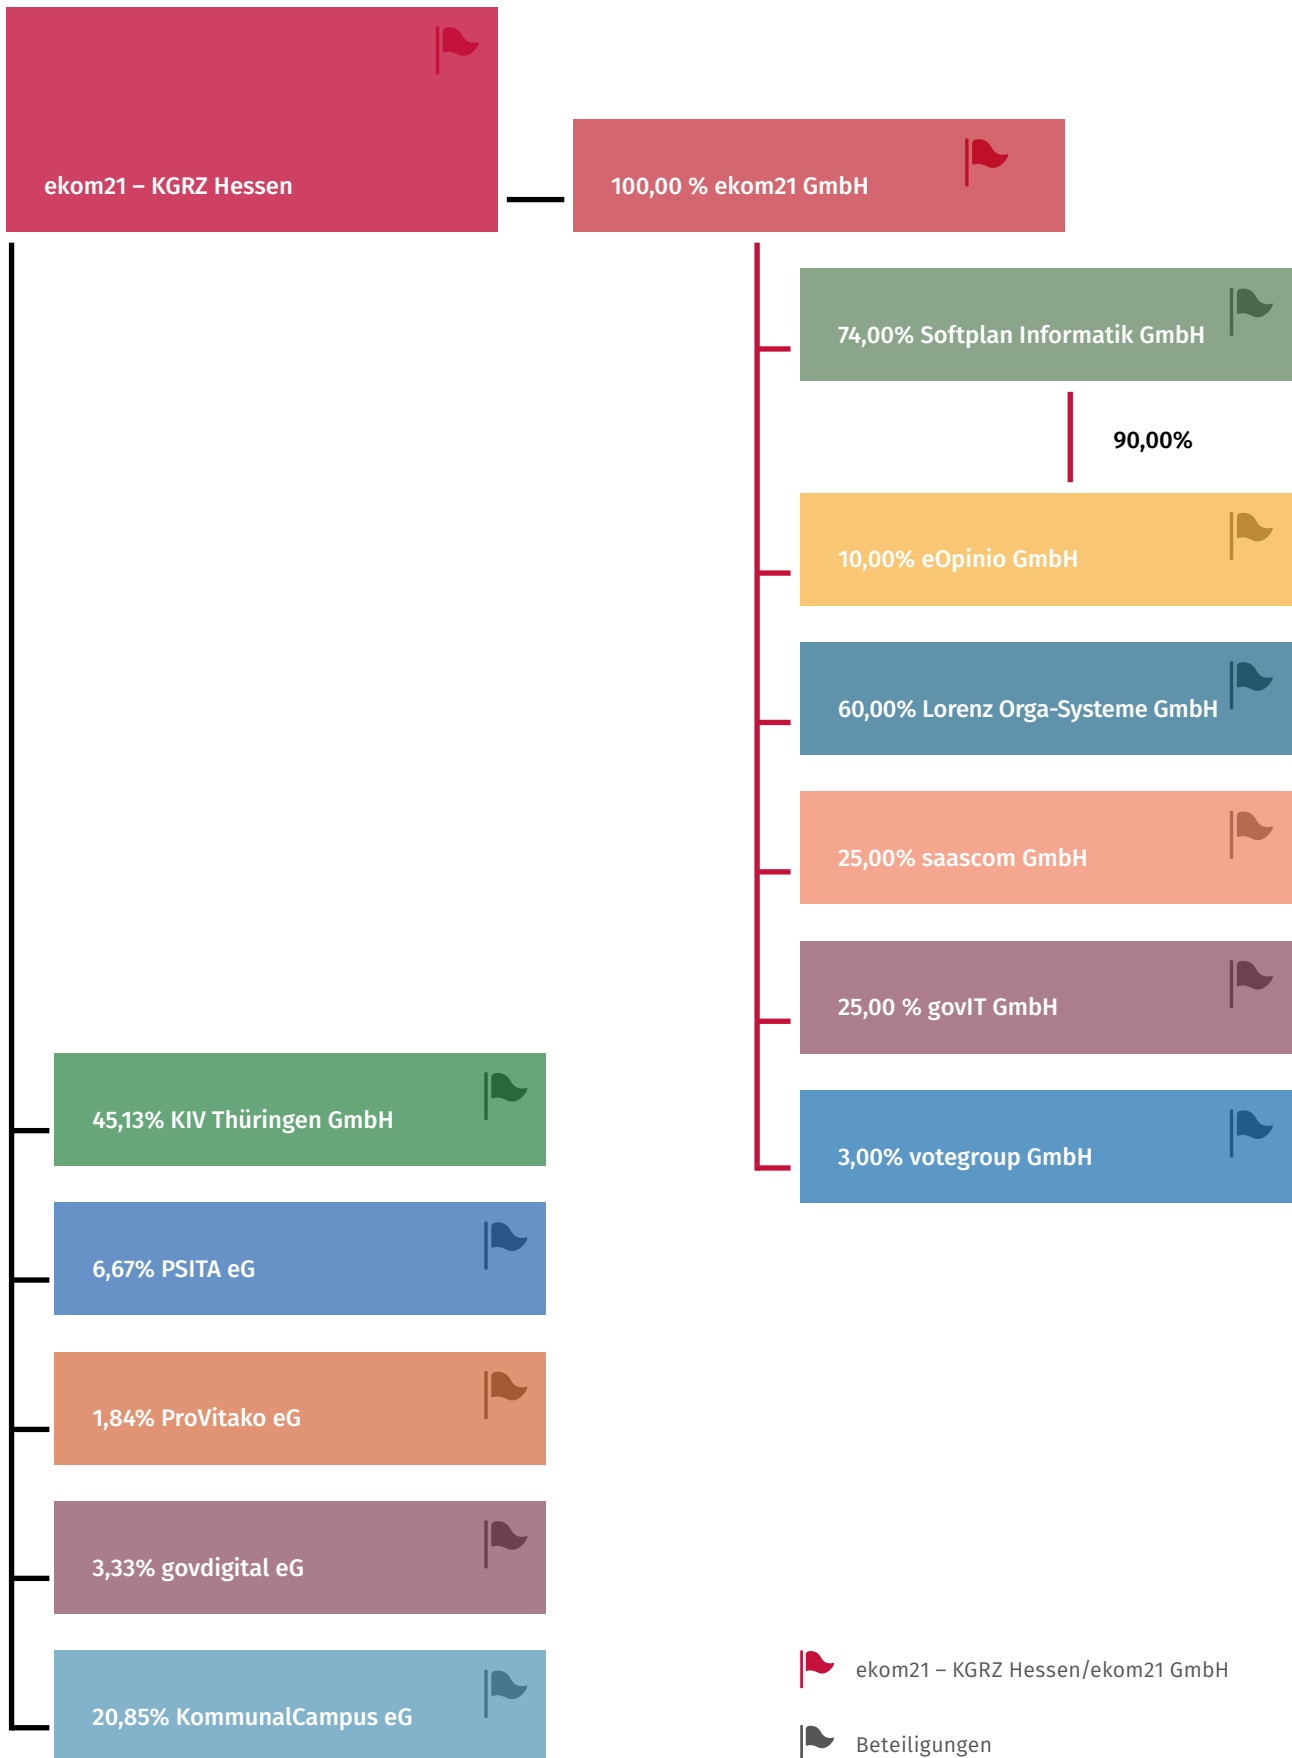 ekom21 – KGRZ Hessen
100,00 % ekom21 GmbH
74,00% Softplan Informatik GmbH
90,00%
10,00% eOpinio GmbH
60,00% Lorenz Orga-Systeme GmbH
25,00% saascom GmbH
25,00 % govIT GmbH
3,00% votegroup GmbH
45,13% KIV Thüringen GmbH
6,67% PSITA eG
1,84% ProVitako eG
3,33% govdigital eG
20,85% KommunalCampus eG
ekom21 – KGRZ Hessen/ekom21 GmbH
Beteiligungen